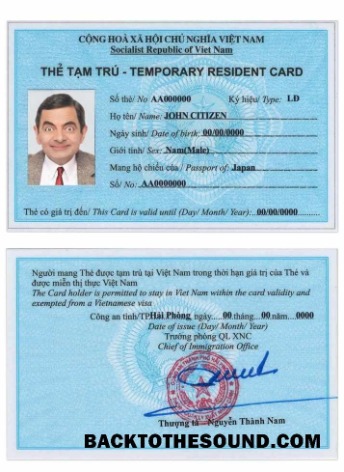 CỘNG HOÀ XÃ HỘI CHỦ NGHĨA VIỆT NAM
Socialist Republic of Viet Nam
THẺ TẠM TRÚ - TEMPORARY RESIDENT CARD
Số thẻ/ No AA000000 Ký hiệu/ Type: LD
Họ tên/ Name: JOHN CITIZEN
Ngày sinh/ Date of birth: 00/00/0000
Giới tính/ Sex: Nam(Male)
Mang hộ chiếu của/ Passport of: Japan
Số/ No: AA0000000
Thẻ có giá trị đến/ This Card is valid until (Day/ Month/ Year): 00/00/0000
Người mang Thẻ được tạm trú tại Việt Nam trong thời hạn giá trị của Thẻ và
được miễn thị thực Việt Nam
The Card holder is permitted to stay in Viet Nam within the card validity and
exempted from a Vietnamese visa
Công an tỉnh/TP Hải Phòng ngày 00 tháng 00 năm 0000
Date of issue (Day/ Month/ Year)
Trưởng phòng QL XNC
Chief of Immigration Office
Thượng tá Nguyễn Thành Nam
BACKTOTHESOUND.COM